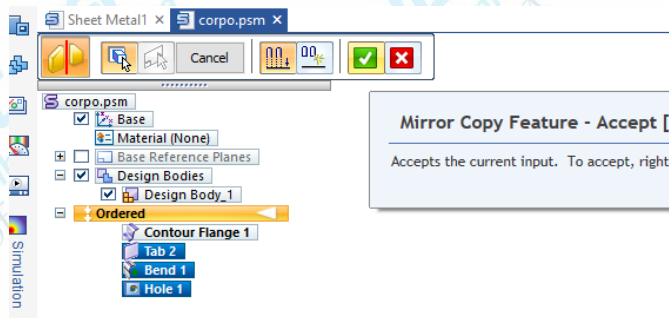 Sheet Metal1
corpo.psm
Cancel
corpo.psm
Base
Material (None)
Base Reference Planes
Design Bodies
Design Body_1
Ordered
Contour Flange 1
Tab 2
Bend 1
Hole 1
Mirror Copy Feature - Accept [
Accepts the current input. To accept, right
Simulation